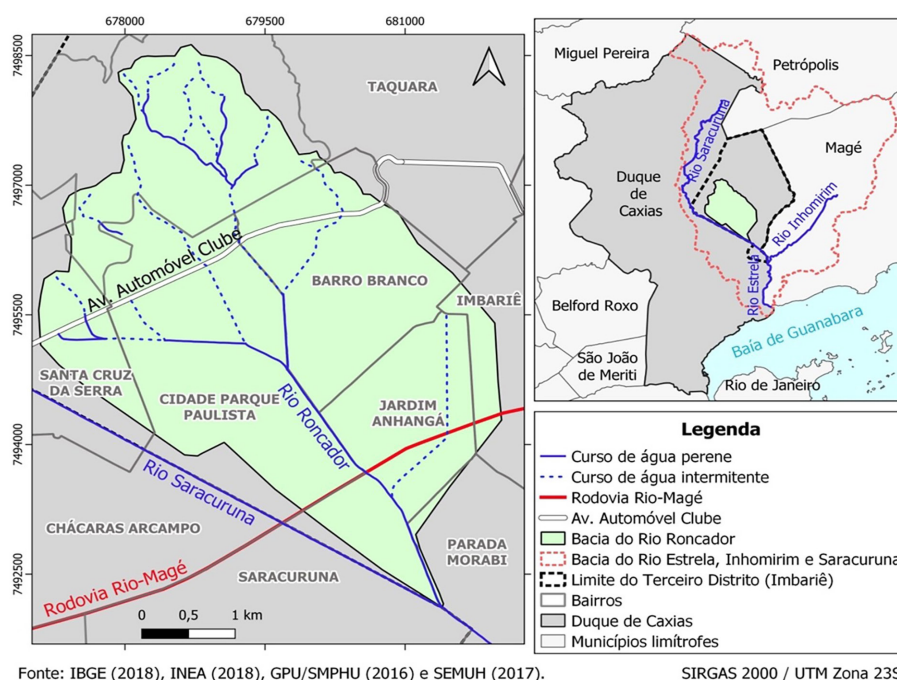 678000
679500
681000
7498500
7497000
7495500
7494000
7492500
TAQUARA
Av. Automóvel Clube
BARRO BRANCO
IMBARIÊ
SANTA CRUZ
DA SERRA
CIDADE PARQUE
PAULISTA
JARDIM
ANHANGÁ
Rio Roncador
Rio Saracuruna
CHÁCARAS ARCAMPO
PARADA
MORABI
SARACURUNA
Rodovia Rio-Magé
0
0,5
1 km
Miguel Pereira
Petrópolis
Rio Saracuruna
Magé
Duque
de
Caxias
Rio Inhomirim
Rio Estrela
Belford Roxo
Baía de Guanabara
São João
de Meriti
Rio de Janeiro
Legenda
Curso de água perene
Curso de água intermitente
Rodovia Rio-Magé
Av. Automóvel Clube
Bacia do Rio Roncador
Bacia do Rio Estrela, Inhomirim e Saracuruna
Limite do Terceiro Distrito (Imbariê)
Bairros
Duque de Caxias
Municípios limítrofes
Fonte: IBGE (2018), INEA (2018), GPU/SMPHU (2016) e SEMUH (2017).
SIRGAS 2000 / UTM Zona 23S